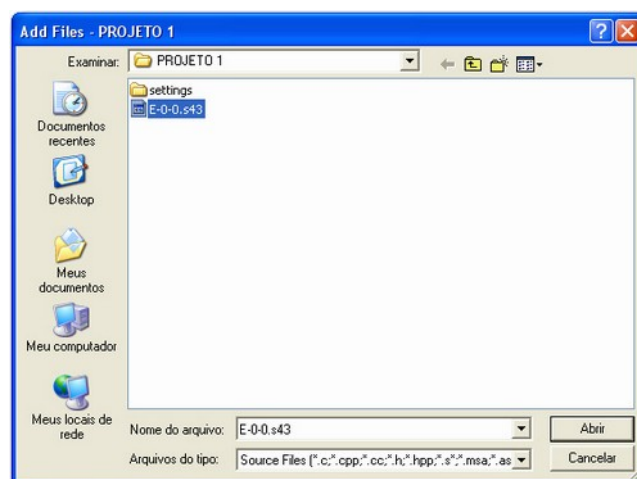 Add Files - PROJETO 1
Examinar: PROJETO 1
settings
E-0-0.s43
Documentos
recentes
Desktop
Meus
documentos
Meu computador
Meus locais de
rede
Nome do arquivo: E-0-0.s43 Abrir
Arquivos do tipo: Source Files (*.c;*.cpp;*.cc;*.h;*.hpp;*.s*;*.msa;*.as Cancelar